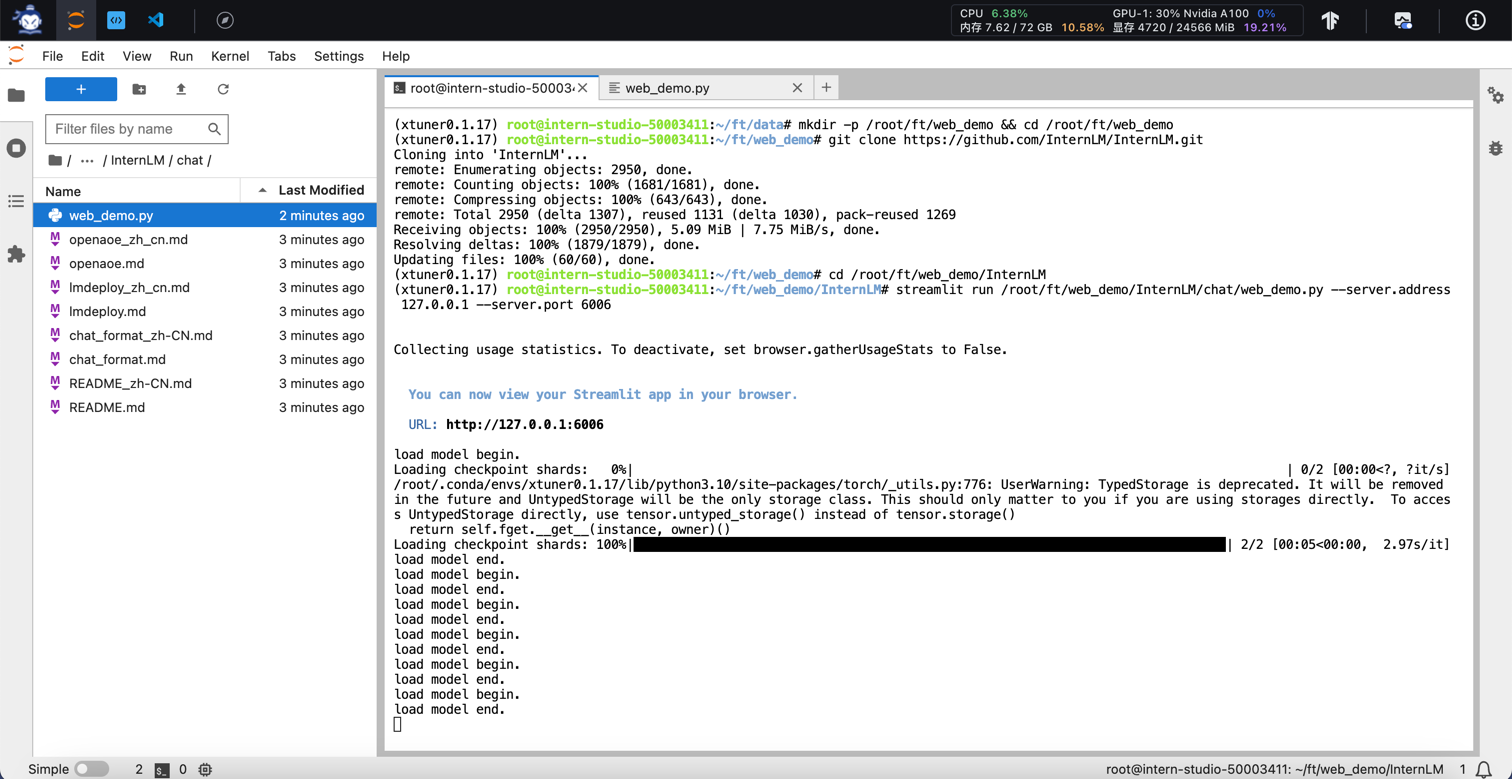 CPU 6.38%
GPU-1: 30% Nvidia A100 0%
内存 7.62 / 72 GB 10.58%
显存 4720 / 24566 MiB 19.21%
File Edit View Run Kernel Tabs Settings Help
+
Filter files by name
/ ··· / InternLM / chat /
Name Last Modified
web_demo.py 2 minutes ago
openaoe_zh_cn.md 3 minutes ago
openaoe.md 3 minutes ago
lmdeploy_zh_cn.md 3 minutes ago
lmdeploy.md 3 minutes ago
chat_format_zh-CN.md 3 minutes ago
chat_format.md 3 minutes ago
README_zh-CN.md 3 minutes ago
README.md 3 minutes ago
root@intern-studio-50003
web_demo.py
+
(xtuner0.1.17) root@intern-studio-50003411:~/ft/data# mkdir -p /root/ft/web_demo && cd /root/ft/web_demo
(xtuner0.1.17) root@intern-studio-50003411:~/ft/web_demo# git clone https://github.com/InternLM/InternLM.git
Cloning into 'InternLM'...
remote: Enumerating objects: 2950, done.
remote: Counting objects: 100% (1681/1681), done.
remote: Compressing objects: 100% (643/643), done.
remote: Total 2950 (delta 1307), reused 1131 (delta 1030), pack-reused 1269
Receiving objects: 100% (2950/2950), 5.09 MiB | 7.75 MiB/s, done.
Resolving deltas: 100% (1879/1879), done.
Updating files: 100% (60/60), done.
(xtuner0.1.17) root@intern-studio-50003411:~/ft/web_demo# cd /root/ft/web_demo/InternLM
(xtuner0.1.17) root@intern-studio-50003411:~/ft/web_demo/InternLM# streamlit run /root/ft/web_demo/InternLM/chat/web_demo.py --server.address
127.0.0.1 --server.port 6006
Collecting usage statistics. To deactivate, set browser.gatherUsageStats to False.
You can now view your Streamlit app in your browser.
URL: http://127.0.0.1:6006
load model begin.
Loading checkpoint shards: 0%| | 0/2 [00:00<?, ?it/s]
/root/.conda/envs/xtuner0.1.17/lib/python3.10/site-packages/torch/_utils.py:776: UserWarning: TypedStorage is deprecated. It will be removed
in the future and UntypedStorage will be the only storage class. This should only matter to you if you are using storages directly. To acces
s UntypedStorage directly, use tensor.untyped_storage() instead of tensor.storage()
return self.fget.__get__(instance, owner)()
Loading checkpoint shards: 100%| | 2/2 [00:05<00:00, 2.97s/it]
load model end.
load model begin.
load model end.
load model begin.
load model end.
load model begin.
load model end.
load model begin.
load model end.
load model begin.
load model end.
Simple 2 0
root@intern-studio-50003411: ~/ft/web_demo/InternLM 1